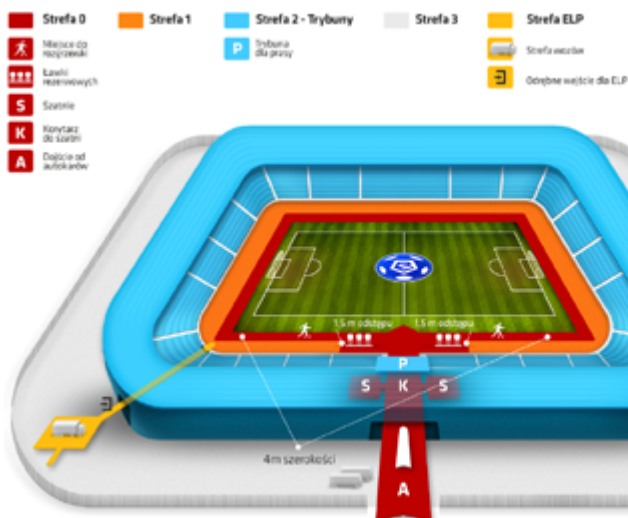 Strefa 0
Strefa 1
Strefa 2 - Trybuny
Strefa 3
Strefa ELP
Miejsce do
rozgrzewki
Ławki
rezerwowych
S
Szatnie
K
Korytarz
do szatni
A
Dojście od
autokarów
P
Trybuna
dla prasy
Strefa wozów
Odrębne wejście dla ELP
1,5 m odstępu
1,5 m odstępu
P
S
K
S
4m szerokości
A